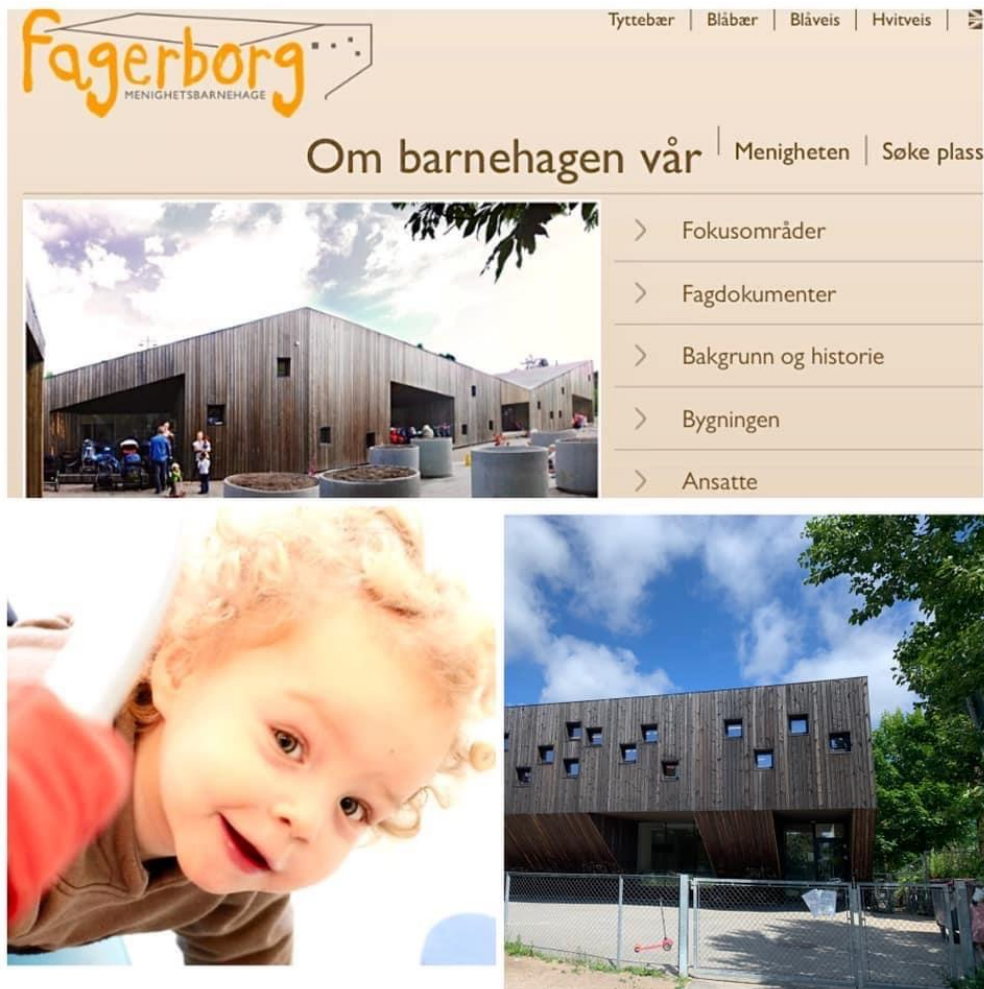 Tyttebær | Blåbær | Blåveis | Hvitveis |
fagerborg
MENIGHETSBARNEHAGE
Om barnehagen vår | Menigheten | Søke plass
Fokusområder
Fagdokumenter
Bakgrunn og historie
Bygningen
Ansatte